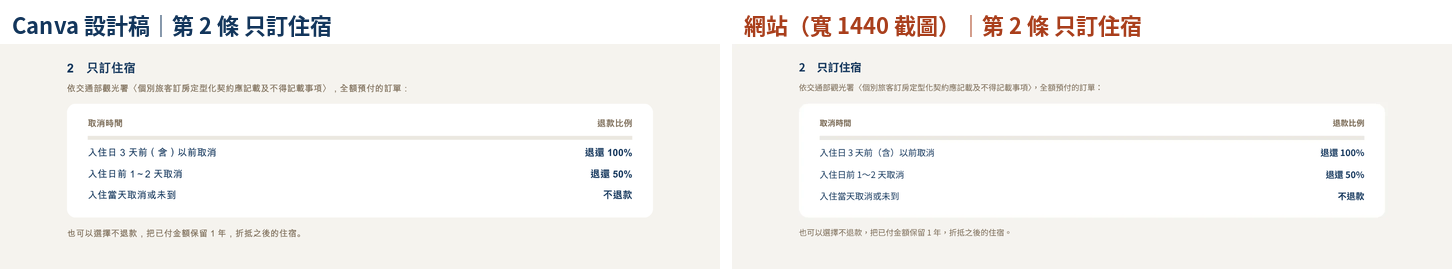 Canva 設計稿｜第 2 條 只訂住宿
2 只訂住宿
依交通部觀光署〈個別旅客訂房定型化契約應記載及不得記載事項〉，全額預付的訂單：
取消時間 退款比例
入住日 3 天前（含）以前取消 退還 100%
入住日前 1~2 天取消 退還 50%
入住當天取消或未到 不退款
也可以選擇不退款，把已付金額保留 1 年，折抵之後的住宿。
網站（寬 1440 截圖）｜第 2 條 只訂住宿
2 只訂住宿
依交通部觀光署〈個別旅客訂房定型化契約應記載及不得記載事項〉，全額預付的訂單：
取消時間 退款比例
入住日 3 天前（含）以前取消 退還 100%
入住日前 1～2 天取消 退還 50%
入住當天取消或未到 不退款
也可以選擇不退款，把已付金額保留 1 年，折抵之後的住宿。